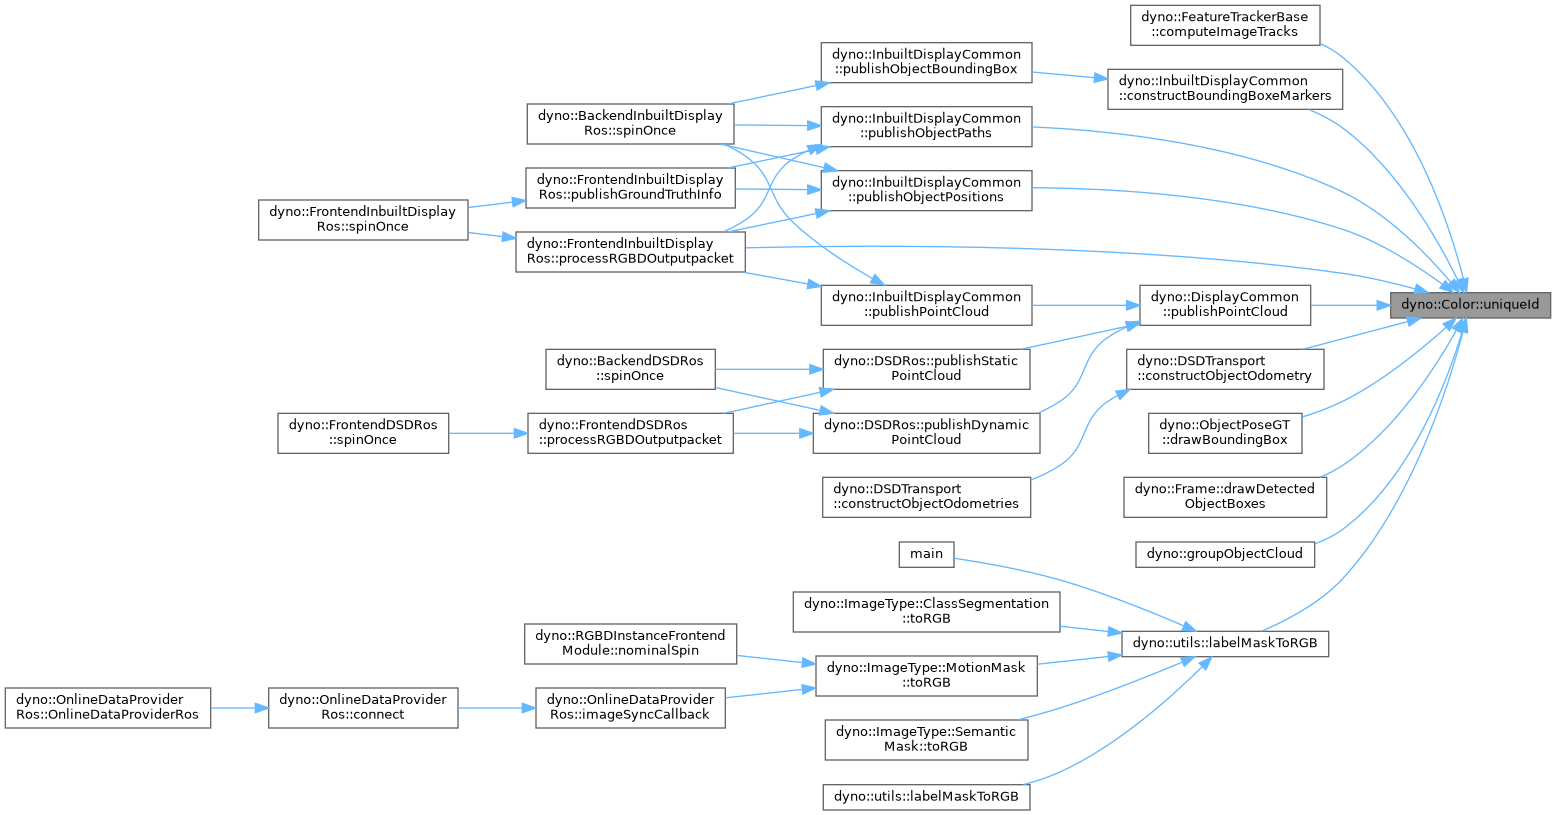 dyno::FeatureTrackerBase
::computeImageTracks
dyno::InbuiltDisplayCommon
::publishObjectBoundingBox
dyno::InbuiltDisplayCommon
::constructBoundingBoxeMarkers
dyno::BackendInbuiltDisplay
Ros::spinOnce
dyno::InbuiltDisplayCommon
::publishObjectPaths
dyno::FrontendInbuiltDisplay
Ros::publishGroundTruthInfo
dyno::InbuiltDisplayCommon
::publishObjectPositions
dyno::FrontendInbuiltDisplay
Ros::spinOnce
dyno::FrontendInbuiltDisplay
Ros::processRGBDOutputpacket
dyno::InbuiltDisplayCommon
::publishPointCloud
dyno::DisplayCommon
::publishPointCloud
dyno::Color::uniqueId
dyno::BackendDSDRos
::spinOnce
dyno::DSDRos::publishStatic
PointCloud
dyno::DSDTransport
::constructObjectOdometry
dyno::FrontendDSDRos
::spinOnce
dyno::FrontendDSDRos
::processRGBDOutputpacket
dyno::DSDRos::publishDynamic
PointCloud
dyno::ObjectPoseGT
::drawBoundingBox
dyno::DSDTransport
::constructObjectOdometries
dyno::Frame::drawDetected
ObjectBoxes
main
dyno::groupObjectCloud
dyno::ImageType::ClassSegmentation
::toRGB
dyno::RGBDInstanceFrontend
Module::nominalSpin
dyno::utils::labelMaskToRGB
dyno::ImageType::MotionMask
::toRGB
dyno::OnlineDataProvider
Ros::OnlineDataProviderRos
dyno::OnlineDataProvider
Ros::connect
dyno::OnlineDataProvider
Ros::imageSyncCallback
dyno::ImageType::Semantic
Mask::toRGB
dyno::utils::labelMaskToRGB